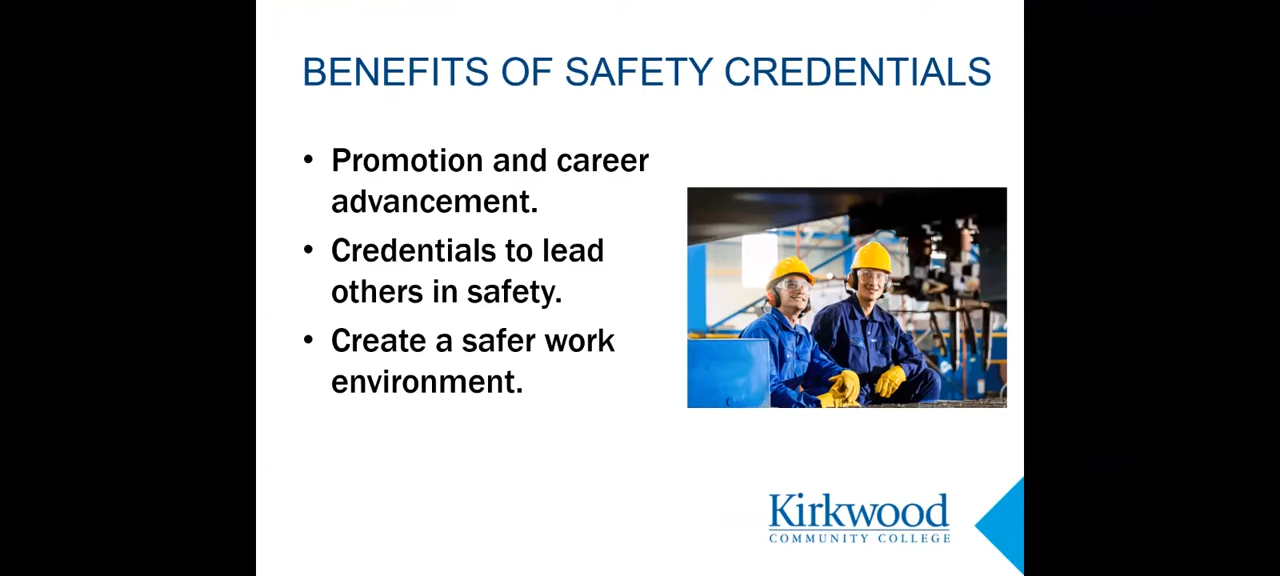 BENEFITS OF SAFETY CREDENTIALS
• Promotion and career
advancement.
• Credentials to lead
others in safety.
• Create a safer work
environment.
Kirkwood
COMMUNITY COLLEGE